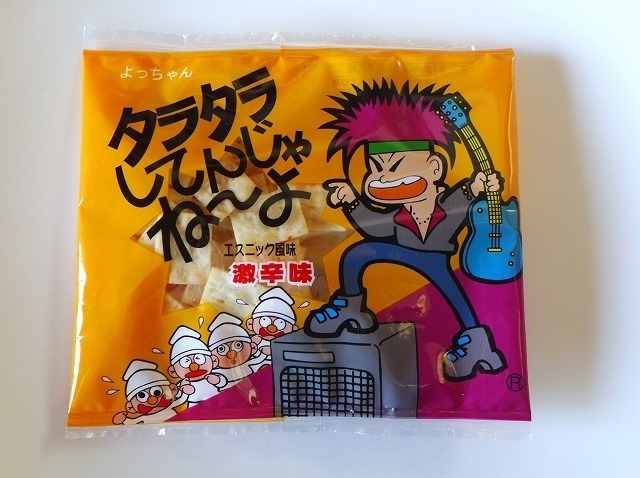 よっちゃん
タラタラ
してんじゃ
ね〜よ
エスニック風味
激辛味
®